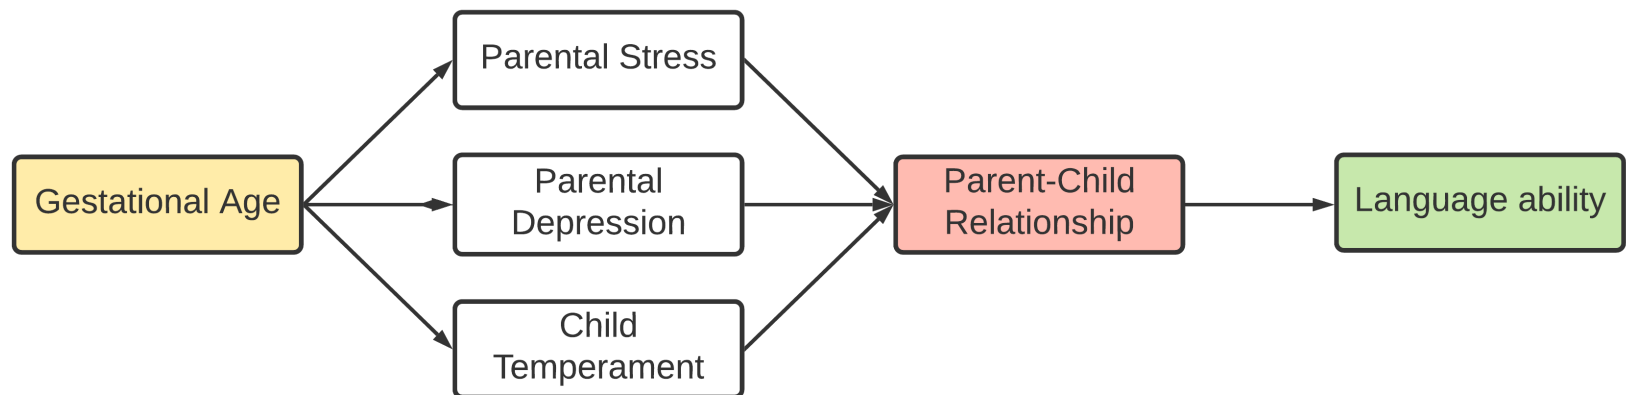 Gestational Age
Parental Stress
Parental
Depression
Child
Temperament
Parent-Child
Relationship
Language ability